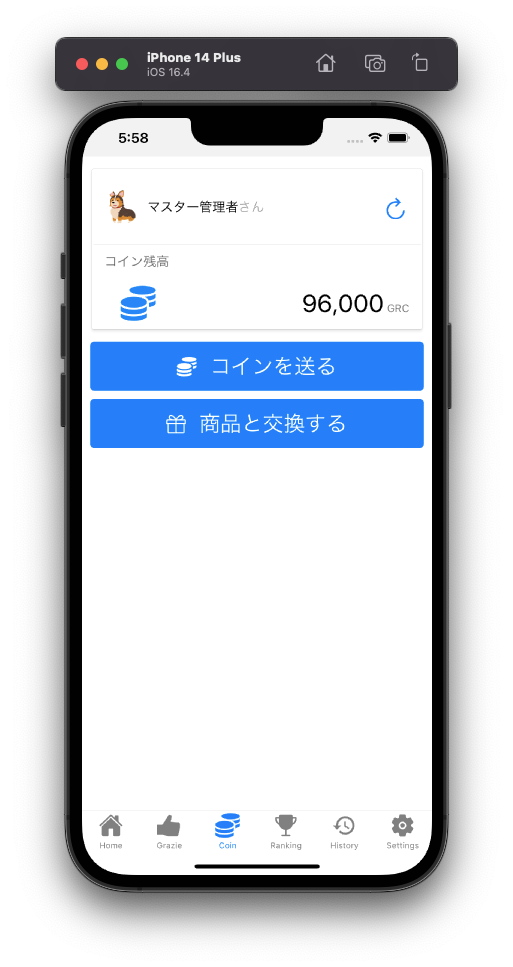 iPhone 14 Plus
iOS 16.4
5:58
マスター管理者さん
コイン残高
96,000 GRC
コインを送る
商品と交換する
Home Grazie Coin Ranking History Settings